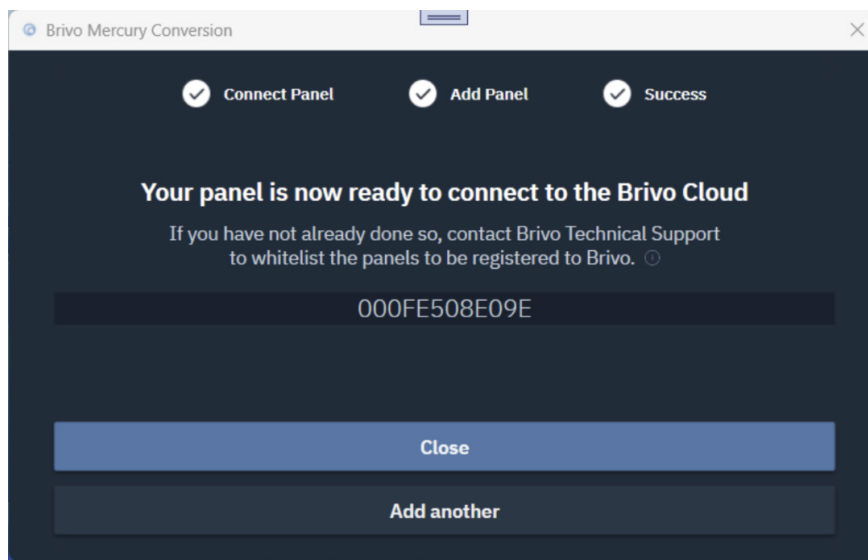 Brivo Mercury Conversion
Connect Panel Add Panel Success
Your panel is now ready to connect to the Brivo Cloud
If you have not already done so, contact Brivo Technical Support
to whitelist the panels to be registered to Brivo.
000FE508E09E
Close
Add another